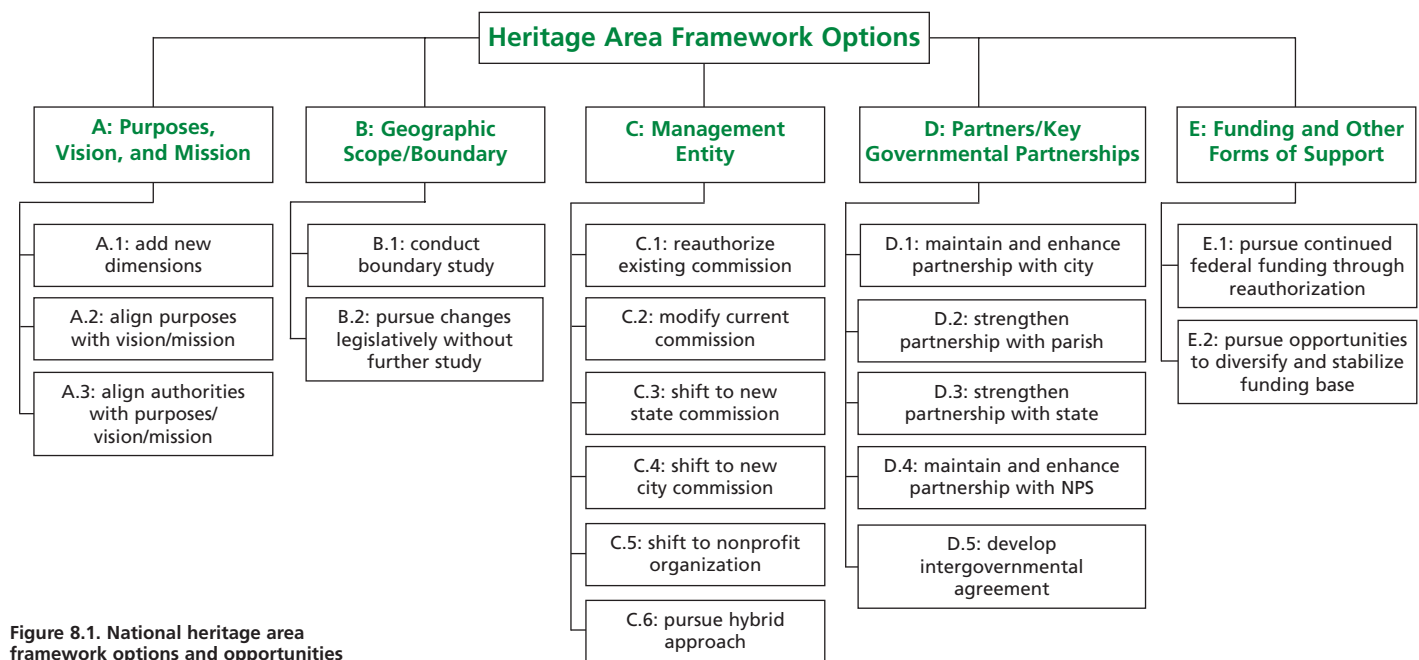 Heritage Area Framework Options
A: Purposes,
Vision, and Mission
A.1: add new
dimensions
A.2: align purposes
with vision/mission
A.3: align authorities
with purposes/
vision/mission
B: Geographic
Scope/Boundary
B.1: conduct
boundary study
B.2: pursue changes
legislatively without
further study
C: Management
Entity
C.1: reauthorize
existing commission
C.2: modify current
commission
C.3: shift to new
state commission
C.4: shift to new
city commission
C.5: shift to nonprofit
organization
C.6: pursue hybrid
approach
D: Partners/Key
Governmental Partnerships
D.1: maintain and enhance
partnership with city
D.2: strengthen
partnership with parish
D.3: strengthen
partnership with state
D.4: maintain and enhance
partnership with NPS
D.5: develop
intergovernmental
agreement
E: Funding and Other
Forms of Support
E.1: pursue continued
federal funding through
reauthorization
E.2: pursue opportunities
to diversify and stabilize
funding base
Figure 8.1. National heritage area
framework options and opportunities